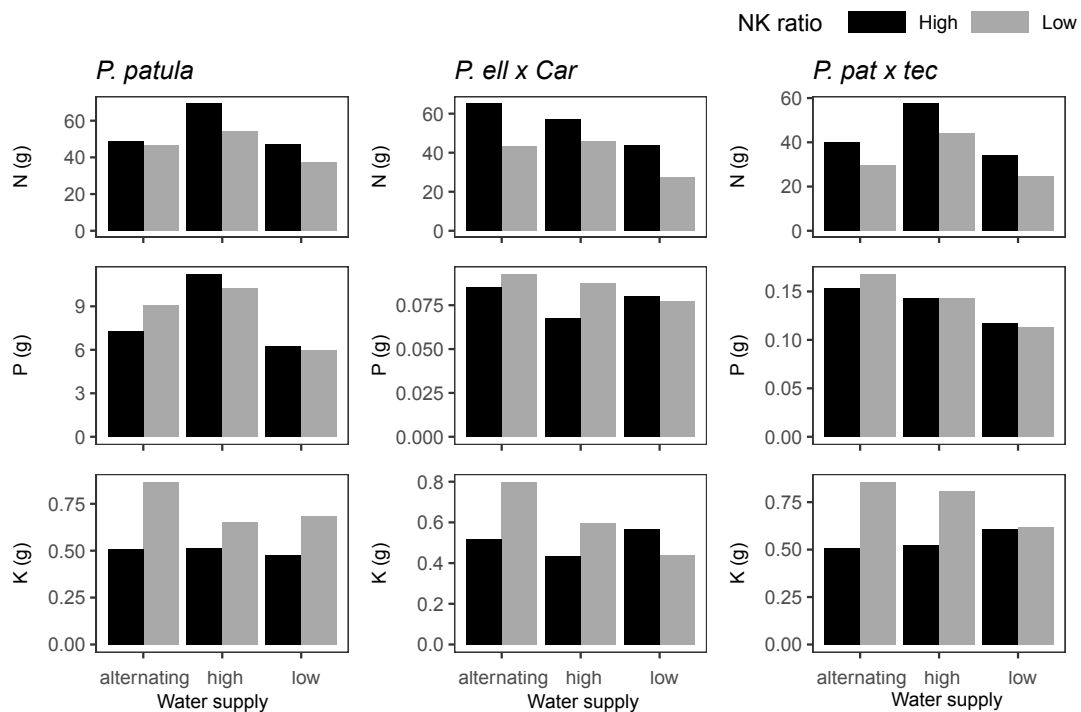 NK ratio High Low
P. patula P. ell x Car P. pat x tec
N (g)
60
40
20
0
N (g)
60
40
20
0
N (g)
60
40
20
0
P (g)
9
6
3
0
P (g)
0.075
0.050
0.025
0.000
P (g)
0.15
0.10
0.05
0.00
K (g)
0.75
0.50
0.25
0.00
K (g)
0.8
0.6
0.4
0.2
0.0
K (g)
0.75
0.50
0.25
0.00
alternating high low
Water supply
alternating high low
Water supply
alternating high low
Water supply